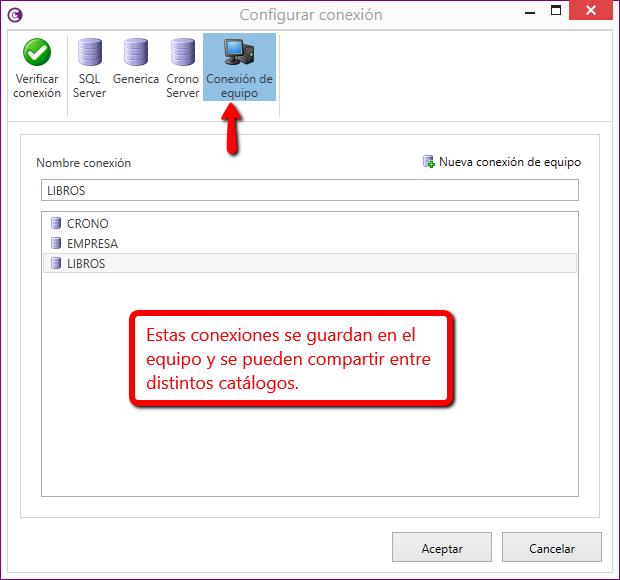 Configurar conexión
Verificar
conexión
SQL
Server
Generica
Crono
Server
Conexión de
equipo
Nombre conexión
Nueva conexión de equipo
LIBROS
CRONO
EMPRESA
LIBROS
Estas conexiones se guardan en el
equipo y se pueden compartir entre
distintos catálogos.
Aceptar
Cancelar